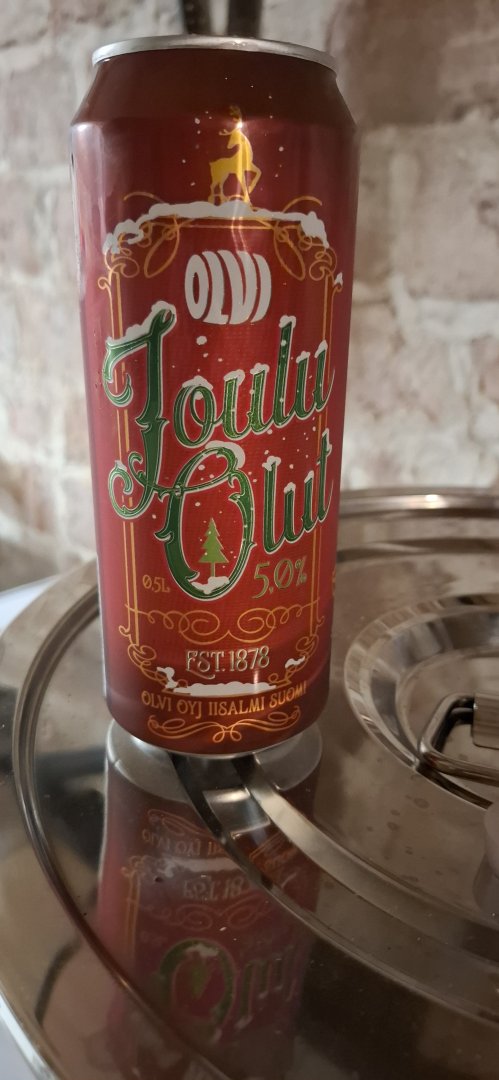 OLVI
Joulu
Olut
0,5L 5,0%
EST. 1878
OLVI OYJ IISALMI SUOMI